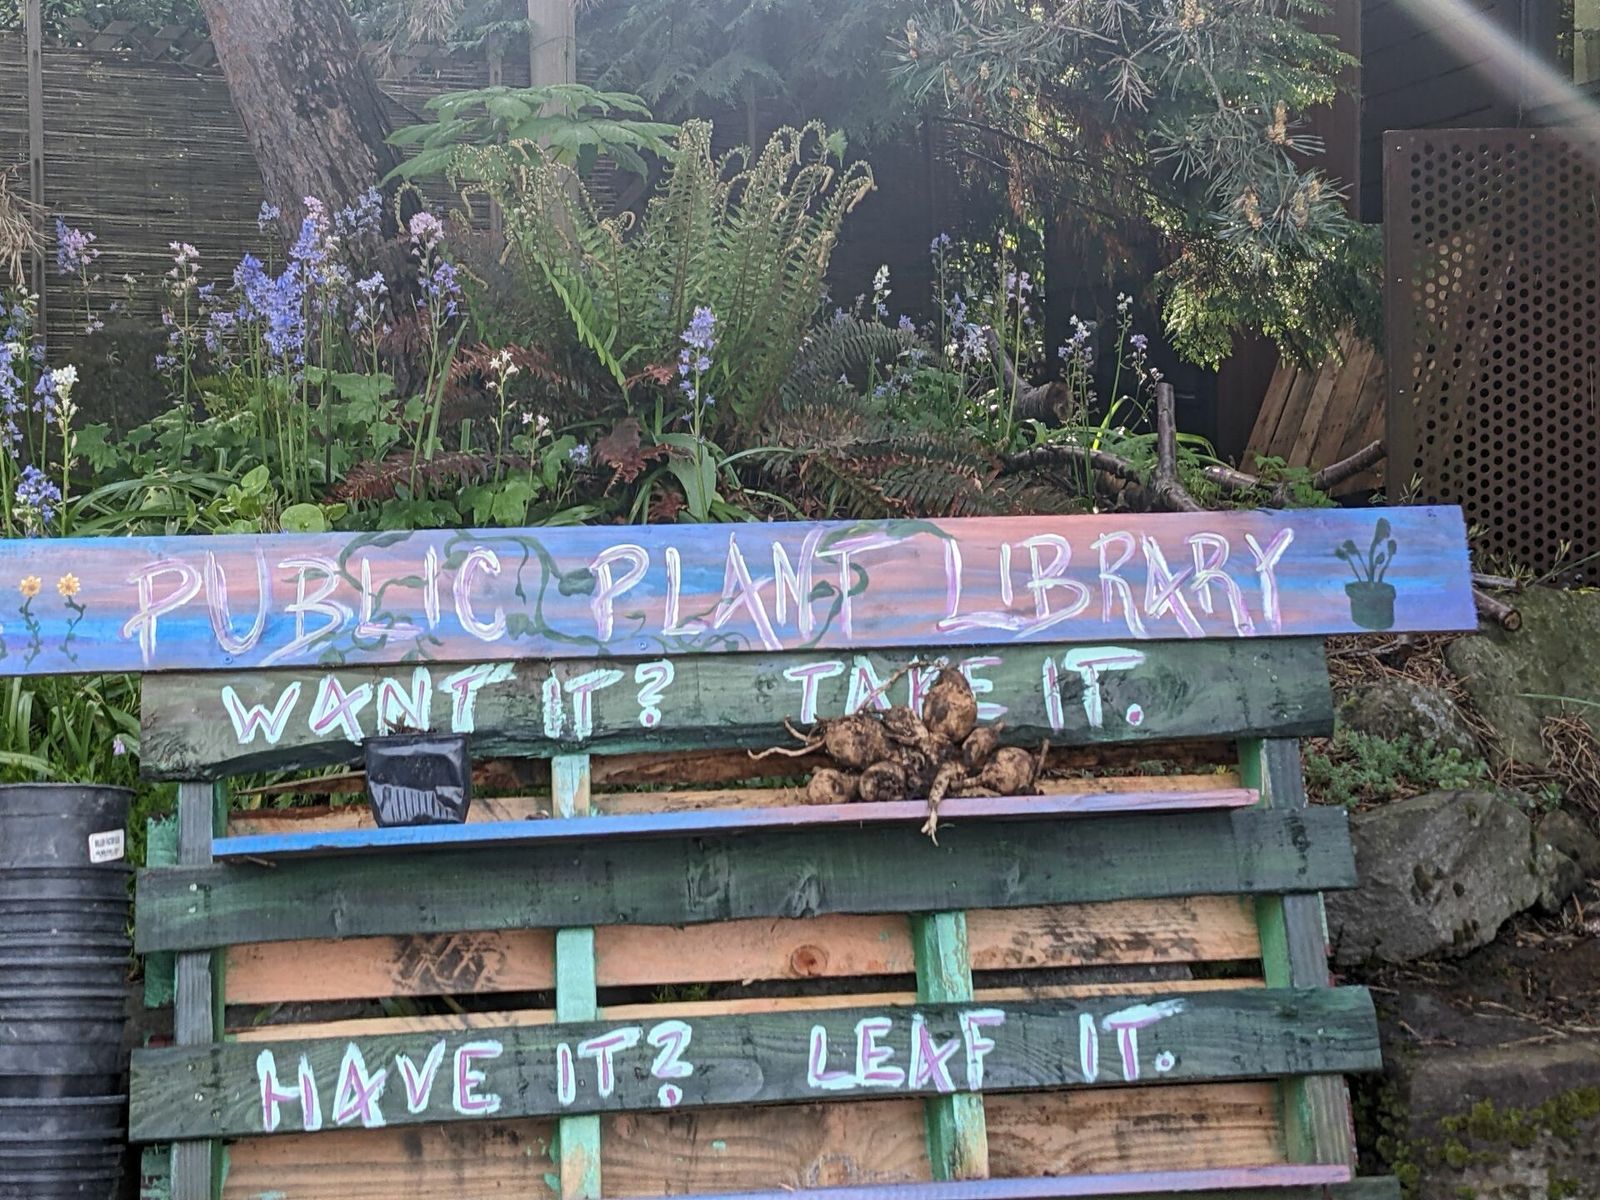 PUBLIC PLANT LIBRARY
WANT IT? TAKE IT.
HAVE IT? LEAF IT.